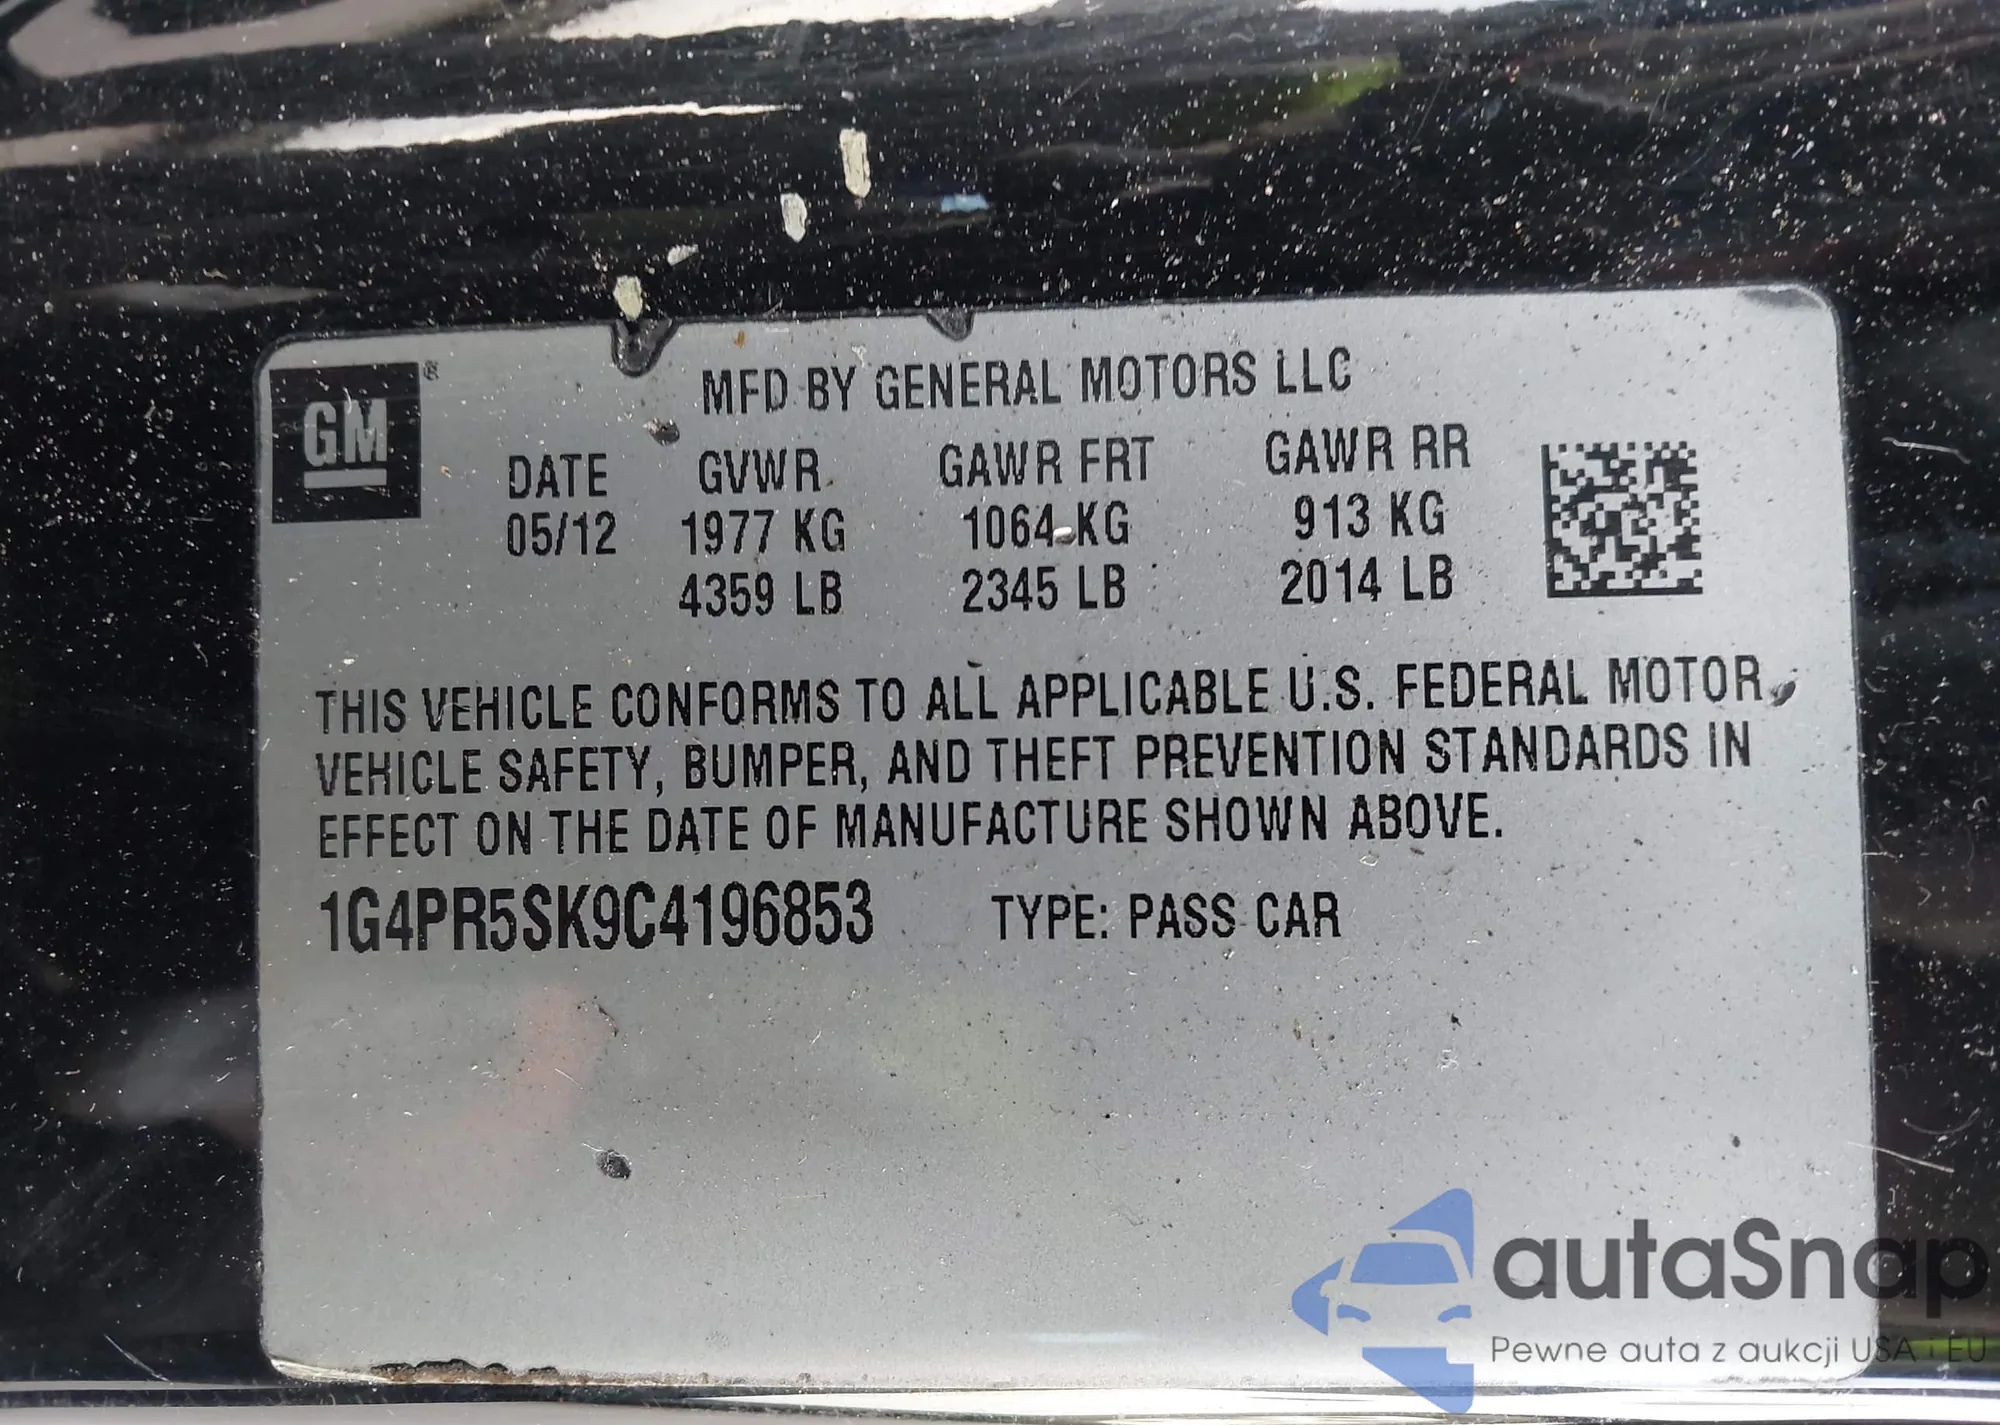 GM ®
MFD BY GENERAL MOTORS LLC
DATE GVWR GAWR FRT GAWR RR
05/12 1977 KG 1064 KG 913 KG
4359 LB 2345 LB 2014 LB
THIS VEHICLE CONFORMS TO ALL APPLICABLE U.S. FEDERAL MOTOR
VEHICLE SAFETY, BUMPER, AND THEFT PREVENTION STANDARDS IN
EFFECT ON THE DATE OF MANUFACTURE SHOWN ABOVE.
1G4PR5SK9C4196853 TYPE: PASS CAR
autaSnap
Pewne auta z aukcji USA i EU